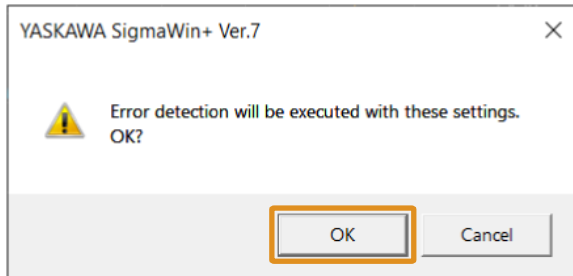 YASKAWA SigmaWin+ Ver.7
Error detection will be executed with these settings.
OK?
OK
Cancel